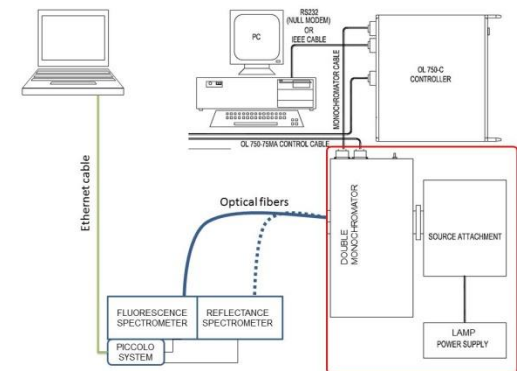 RS232
(NULL MODEM)
OR
IEEE CABLE
PC
OL 750-C
CONTROLLER
MONOCHROMATOR CABLE
OL 750-75MA CONTROL CABLE
Ethernet cable
Optical fibers
DOUBLE
MONOCHROMATOR
SOURCE ATTACHMENT
FLUORESCENCE
SPECTROMETER
REFLECTANCE
SPECTROMETER
PICCOLO
SYSTEM
LAMP
POWER SUPPLY